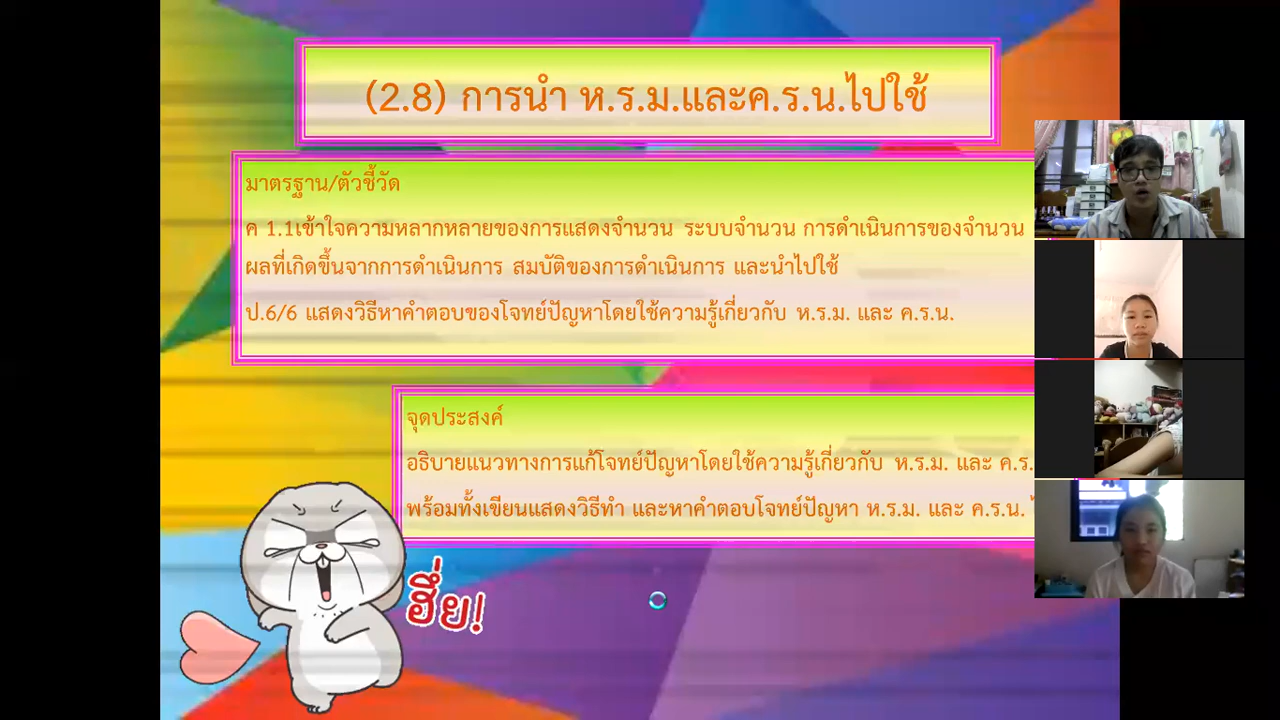 (2.8) การนำ ห.ร.ม.และค.ร.น.ไปใช้
มาตรฐาน/ตัวชี้วัด
ค 1.1เข้าใจความหลากหลายของการแสดงจำนวน ระบบจำนวน การดำเนินการของจำนวน
ผลที่เกิดขึ้นจากการดำเนินการ สมบัติของการดำเนินการ และนำไปใช้
ป.6/6 แสดงวิธีหาคำตอบของโจทย์ปัญหาโดยใช้ความรู้เกี่ยวกับ ห.ร.ม. และ ค.ร.น.
จุดประสงค์
อธิบายแนวทางการแก้โจทย์ปัญหาโดยใช้ความรู้เกี่ยวกับ ห.ร.ม. และ ค.ร.
พร้อมทั้งเขียนแสดงวิธีทำ และหาคำตอบโจทย์ปัญหา ห.ร.ม. และ ค.ร.น.
ฮึ่ย!